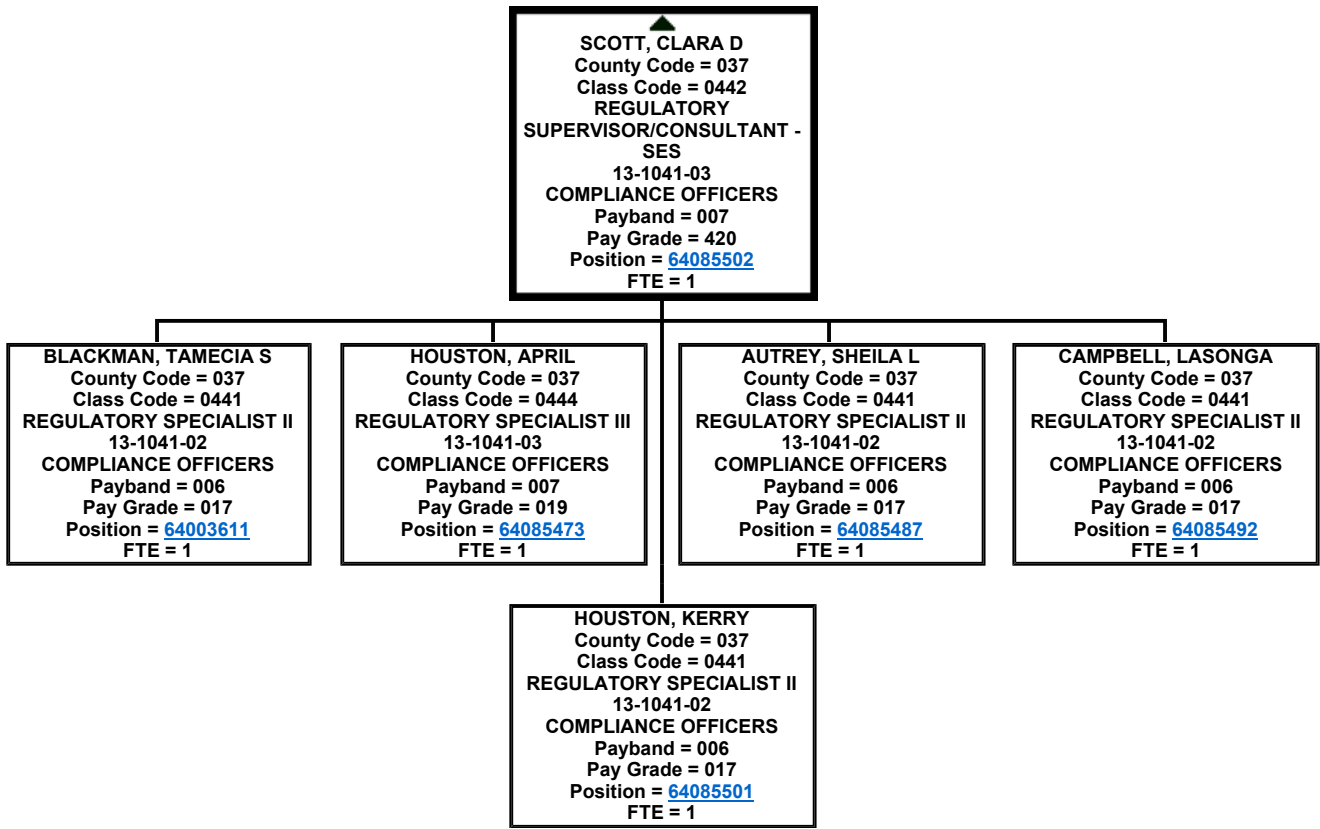 SCOTT, CLARA D
County Code = 037
Class Code = 0442
REGULATORY
SUPERVISOR/CONSULTANT -
SES
13-1041-03
COMPLIANCE OFFICERS
Payband = 007
Pay Grade = 420
Position = 64085502
FTE = 1
BLACKMAN, TAMECIA S
County Code = 037
Class Code = 0441
REGULATORY SPECIALIST II
13-1041-02
COMPLIANCE OFFICERS
Payband = 006
Pay Grade = 017
Position = 64003611
FTE = 1
HOUSTON, APRIL
County Code = 037
Class Code = 0444
REGULATORY SPECIALIST III
13-1041-03
COMPLIANCE OFFICERS
Payband = 007
Pay Grade = 019
Position = 64085473
FTE = 1
AUTREY, SHEILA L
County Code = 037
Class Code = 0441
REGULATORY SPECIALIST II
13-1041-02
COMPLIANCE OFFICERS
Payband = 006
Pay Grade = 017
Position = 64085487
FTE = 1
CAMPBELL, LASONGA
County Code = 037
Class Code = 0441
REGULATORY SPECIALIST II
13-1041-02
COMPLIANCE OFFICERS
Payband = 006
Pay Grade = 017
Position = 64085492
FTE = 1
HOUSTON, KERRY
County Code = 037
Class Code = 0441
REGULATORY SPECIALIST II
13-1041-02
COMPLIANCE OFFICERS
Payband = 006
Pay Grade = 017
Position = 64085501
FTE = 1